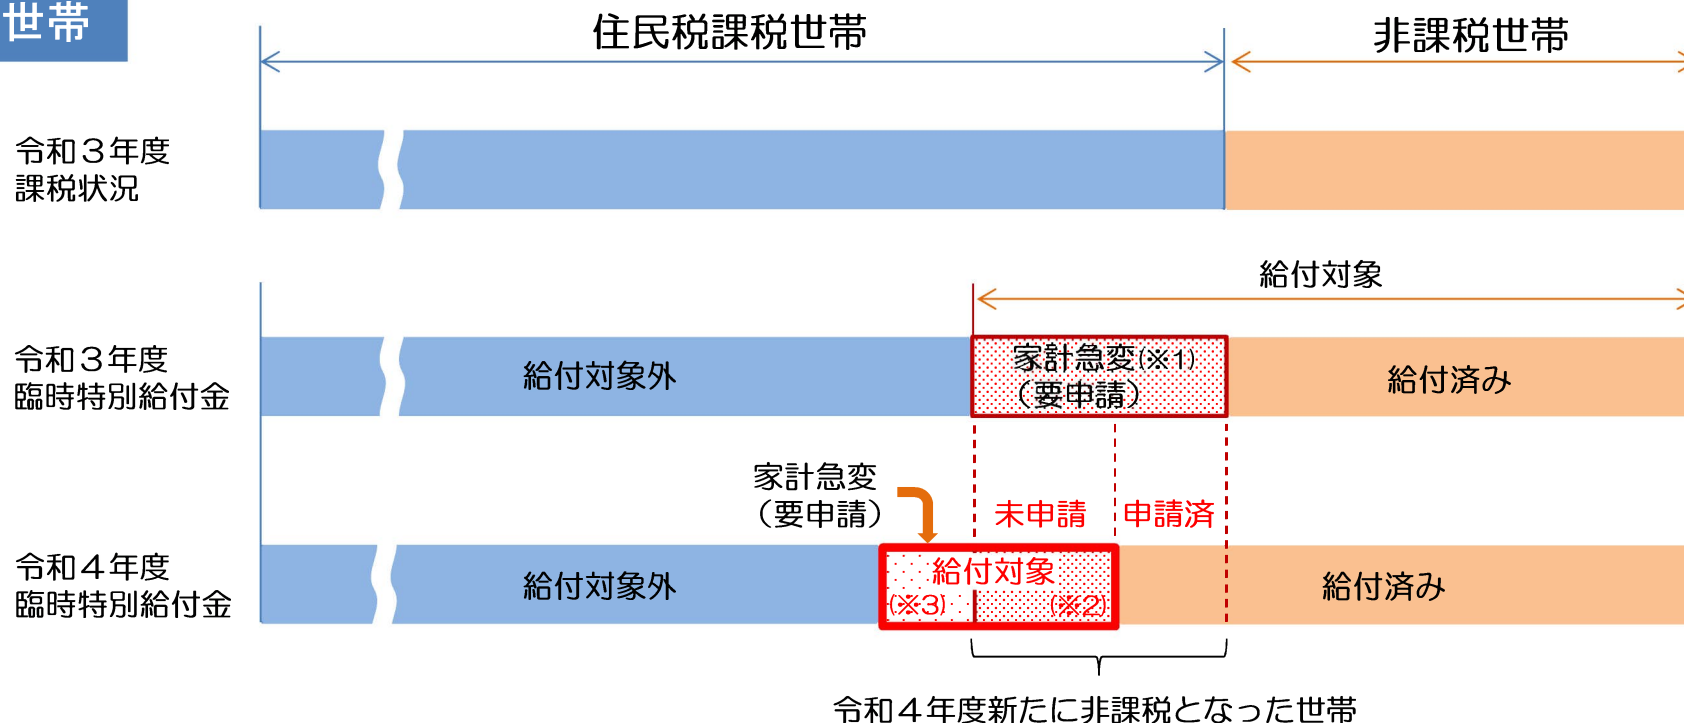 世帯
住民税課税世帯
非課税世帯
令和３年度
課税状況
給付対象
令和３年度
臨時特別給付金
給付対象外
家計急変(※1)
（要申請）
給付済み
家計急変
（要申請）
未申請
申請済
令和４年度
臨時特別給付金
給付対象外
給付対象
(※3)
(※2)
給付済み
令和４年度新たに非課税となった世帯